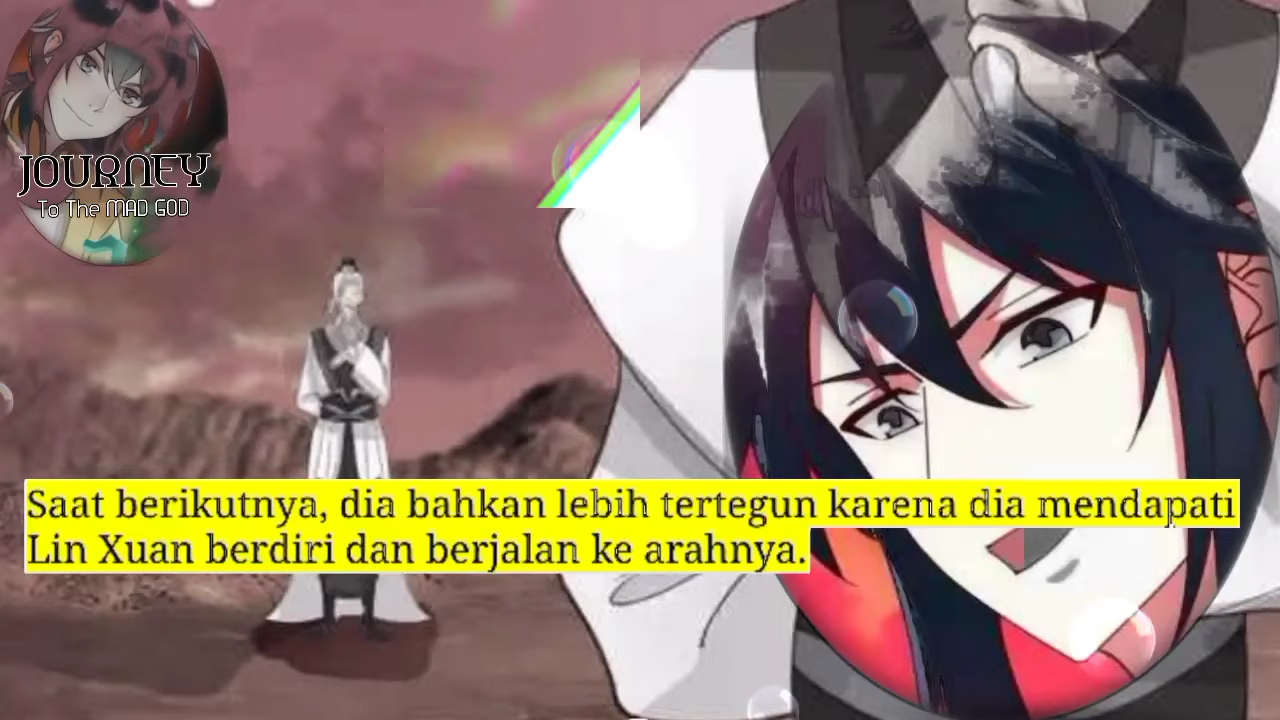 JOURNEY
To The MAD GOD
Saat berikutnya, dia bahkan lebih tertegun karena dia mendapati
Lin Xuan berdiri dan berjalan ke arahnya.